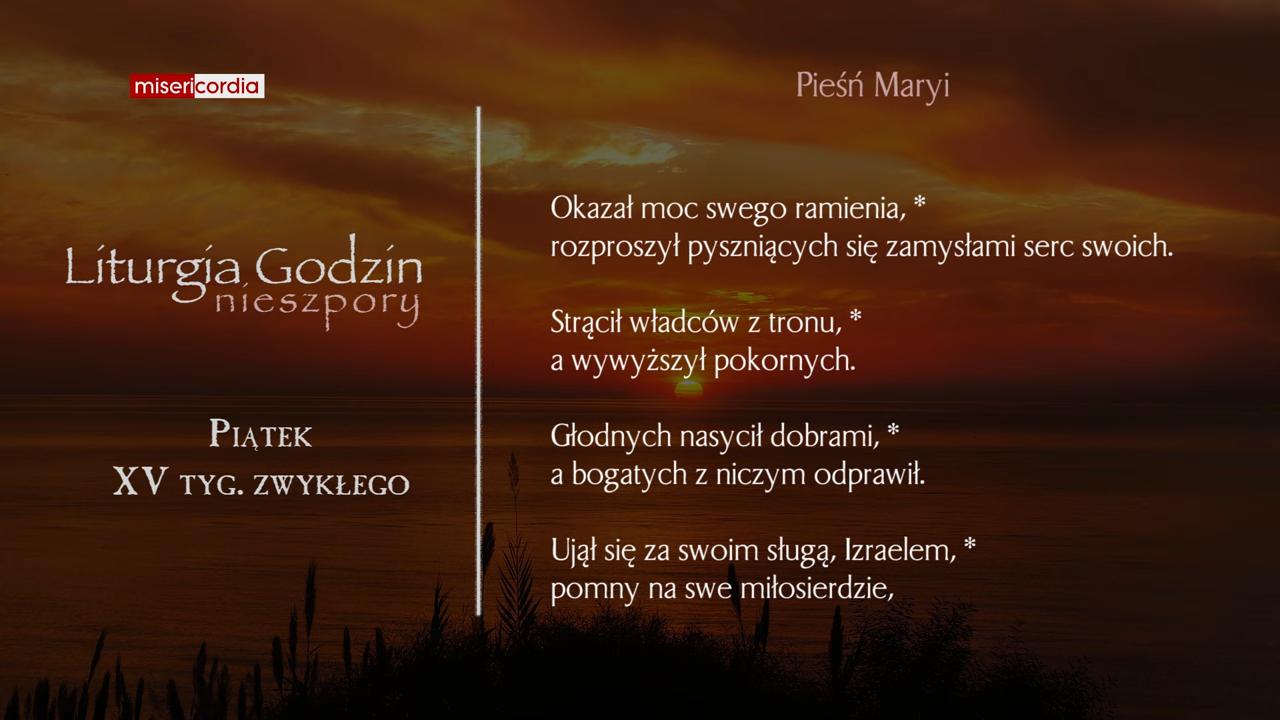 misericordia
Liturgia Godzin
nieszpory
Piątek
XV tyg. zwykłego
Pieśń Maryi
Okazał moc swego ramienia, *
rozproszył pyszniących się zamysłami serc swoich.
Strącił władców z tronu, *
a wywyższył pokornych.
Głodnych nasycił dobrami, *
a bogatych z niczym odprawił.
Ujął się za swoim sługą, Izraelem, *
pomny na swe miłosierdzie,